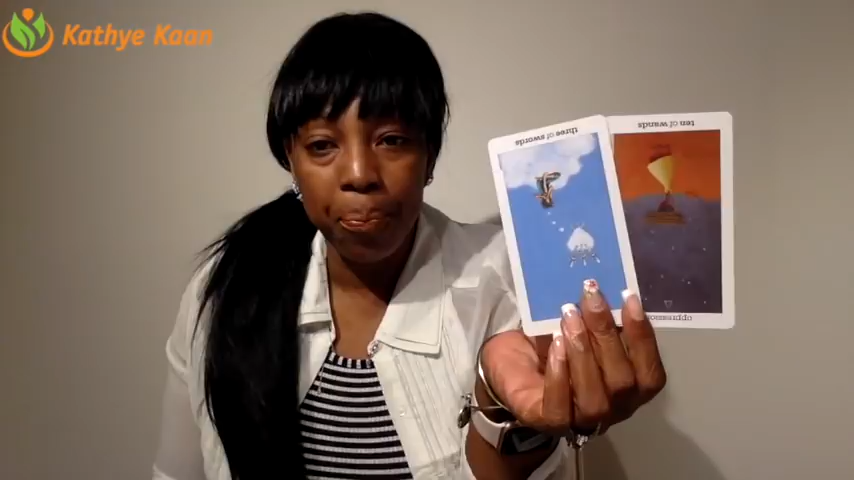 Kathye Kaan
three of swords
ten of wands
oppression